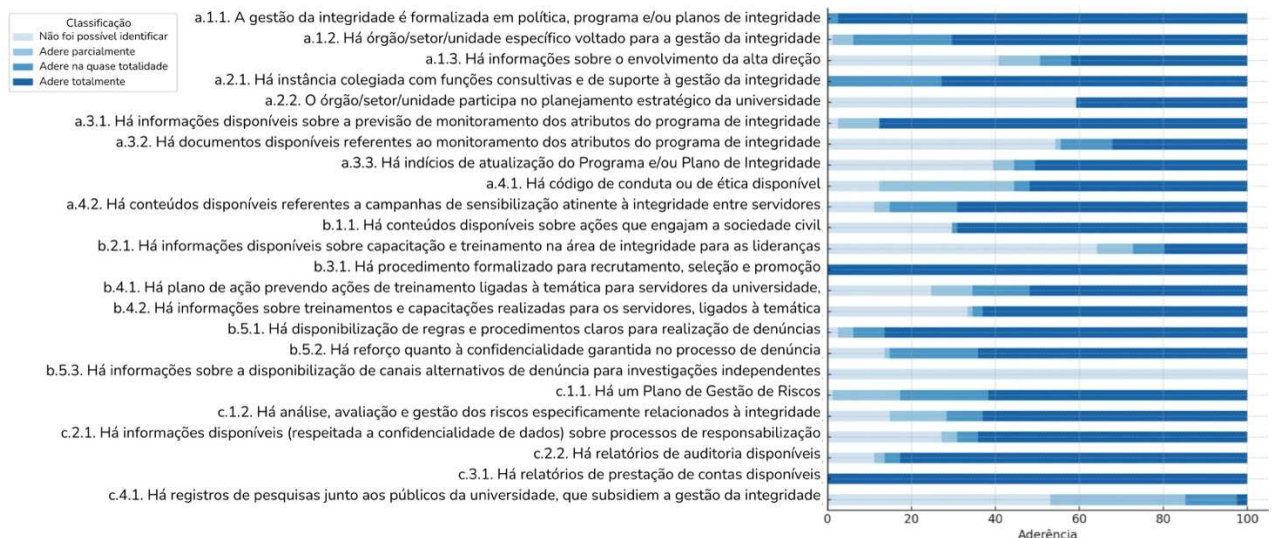 Classificação
Não foi possível identificar
Adere parcialmente
Adere na quase totalidade
Adere totalmente
a.1.1. A gestão da integridade é formalizada em política, programa e/ou planos de integridade
a.1.2. Há órgão/setor/unidade específico voltado para a gestão da integridade
a.1.3. Há informações sobre o envolvimento da alta direção
a.2.1. Há instância colegiada com funções consultivas e de suporte à gestão da integridade
a.2.2. O órgão/setor/unidade participa no planejamento estratégico da universidade
a.3.1. Há informações disponíveis sobre a previsão de monitoramento dos atributos do programa de integridade
a.3.2. Há documentos disponíveis referentes ao monitoramento dos atributos do programa de integridade
a.3.3. Há indícios de atualização do Programa e/ou Plano de Integridade
a.4.1. Há código de conduta ou de ética disponível
a.4.2. Há conteúdos disponíveis referentes a campanhas de sensibilização atinente à integridade entre servidores
b.1.1. Há conteúdos disponíveis sobre ações que engajam a sociedade civil
b.2.1. Há informações disponíveis sobre capacitação e treinamento na área de integridade para as lideranças
b.3.1. Há procedimento formalizado para recrutamento, seleção e promoção
b.4.1. Há plano de ação prevendo ações de treinamento ligadas à temática para servidores da universidade,
b.4.2. Há informações sobre treinamentos e capacitações realizadas para os servidores, ligados à temática
b.5.1. Há disponibilização de regras e procedimentos claros para realização de denúncias
b.5.2. Há reforço quanto à confidencialidade garantida no processo de denúncia
b.5.3. Há informações sobre a disponibilização de canais alternativos de denúncia para investigações independentes
c.1.1. Há um Plano de Gestão de Riscos
c.1.2. Há análise, avaliação e gestão dos riscos especificamente relacionados à integridade
c.2.1. Há informações disponíveis (respeitada a confidencialidade de dados) sobre processos de responsabilização
c.2.2. Há relatórios de auditoria disponíveis
c.3.1. Há relatórios de prestação de contas disponíveis
c.4.1. Há registros de pesquisas junto aos públicos da universidade, que subsidiem a gestão da integridade
0 20 40 60 80 100
Aderência